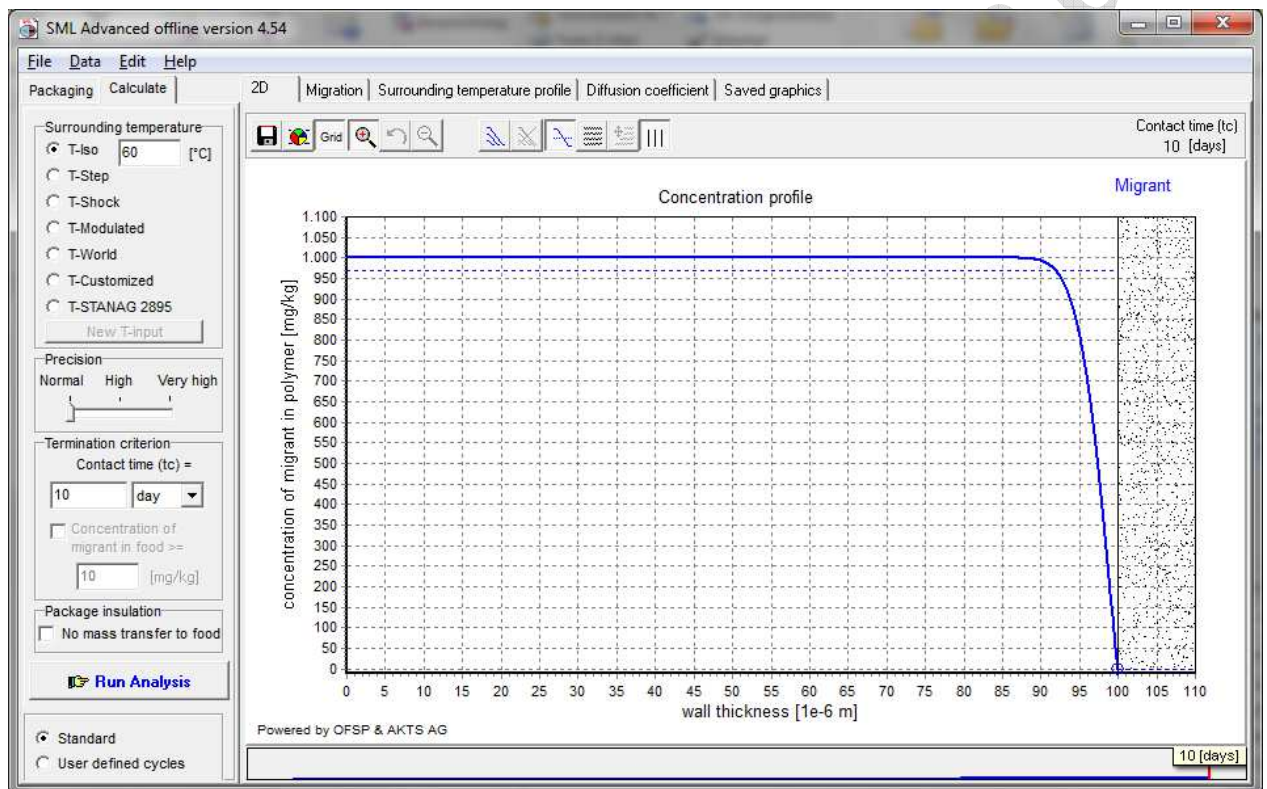 SML Advanced offline version 4.54
File Data Edit Help
Packaging Calculate
2D Migration Surrounding temperature profile Diffusion coefficient Saved graphics
Surrounding temperature
T-Iso 60 [°C]
T-Step
T-Shock
T-Modulated
T-World
T-Customized
T-STANAG 2895
New T-input
Precision
Normal High Very high
Termination criterion
Contact time (tc) =
10 day
Concentration of
migrant in food >=
10 [mg/kg]
Package insulation
No mass transfer to food
Run Analysis
Standard
User defined cycles
Grid
Contact time (tc)
10 [days]
Migrant
Concentration profile
concentration of migrant in polymer [mg/kg]
1.100
1.050
1.000
950
900
850
800
750
700
650
600
550
500
450
400
350
300
250
200
150
100
50
0
0 5 10 15 20 25 30 35 40 45 50 55 60 65 70 75 80 85 90 95 100 105 110
wall thickness [1e-6 m]
Powered by OFSP & AKTS AG
10 [days]